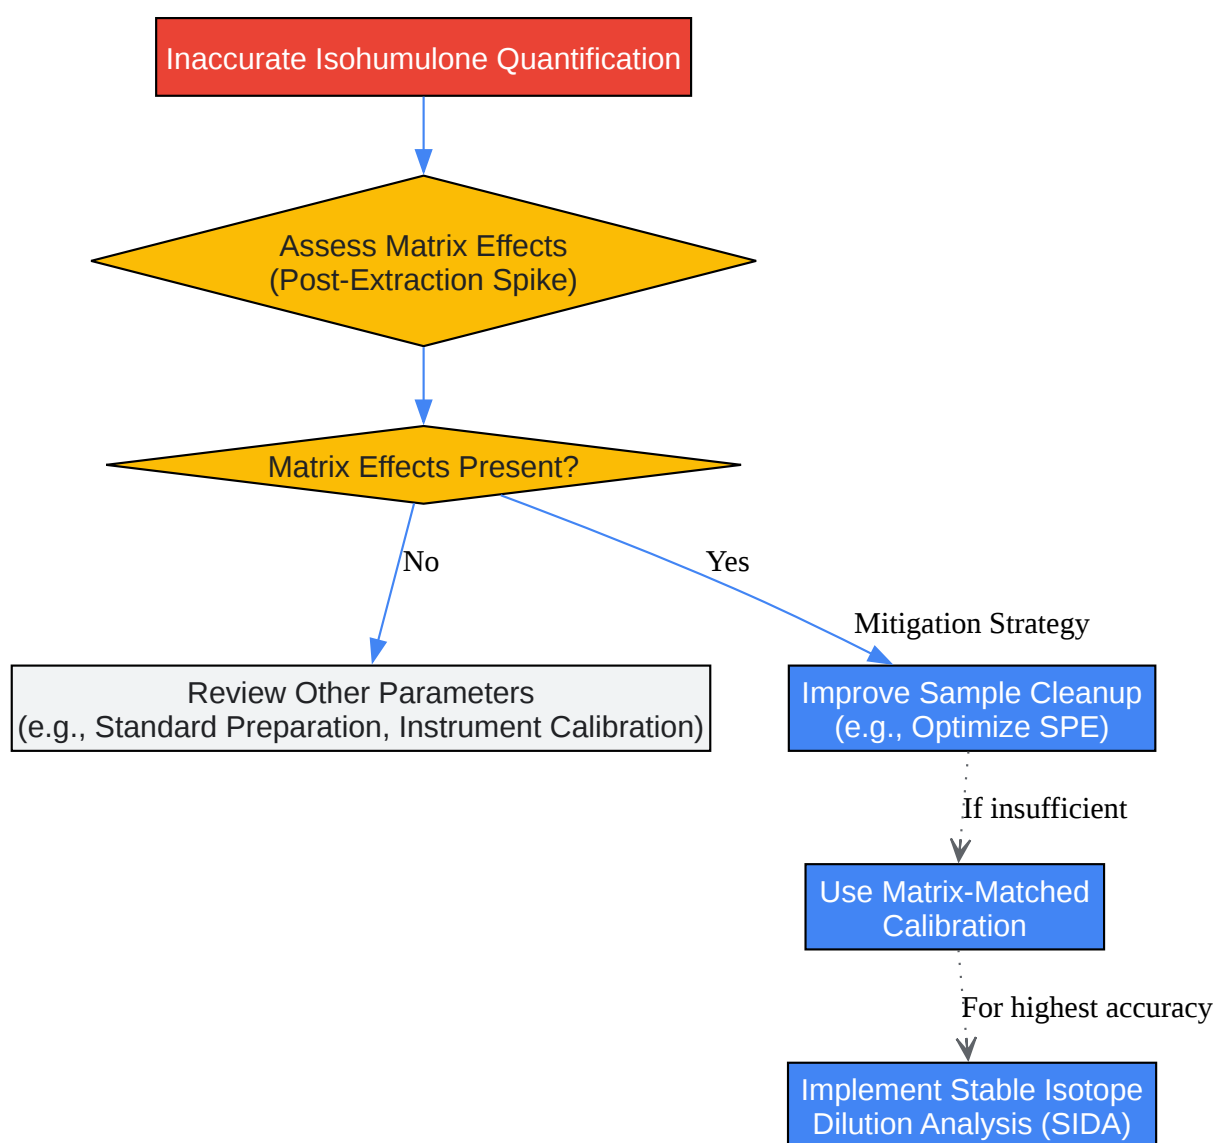 Inaccurate Isohumulone Quantification
Assess Matrix Effects
(Post-Extraction Spike)
Matrix Effects Present?
No
Yes
Mitigation Strategy
Review Other Parameters
(e.g., Standard Preparation, Instrument Calibration)
Improve Sample Cleanup
(e.g., Optimize SPE)
If insufficient
Use Matrix-Matched
Calibration
For highest accuracy
Implement Stable Isotope
Dilution Analysis (SIDA)